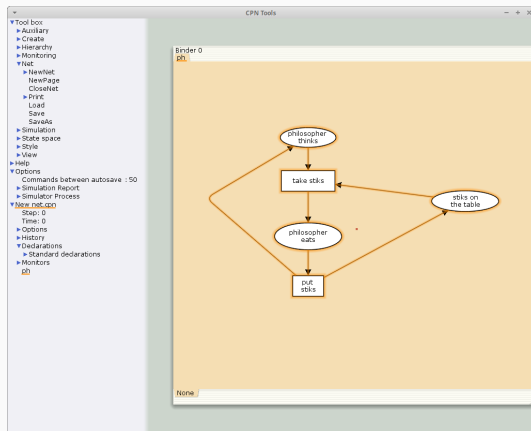 CPN Tools
Tool box
Auxiliary
Create
Hierarchy
Monitoring
Net
NewNet
NewPage
CloseNet
Print
Load
Save
SaveAs
Simulation
State space
Style
View
Help
Options
Commands between autosave : 50
Simulation Report
Simulator Process
New net.cpn
Step: 0
Time: 0
Options
History
Declarations
Standard declarations
Monitors
ph
Binder 0
ph
philosopher
thinks
take stiks
stiks on
the table
philosopher
eats
put
stiks
None